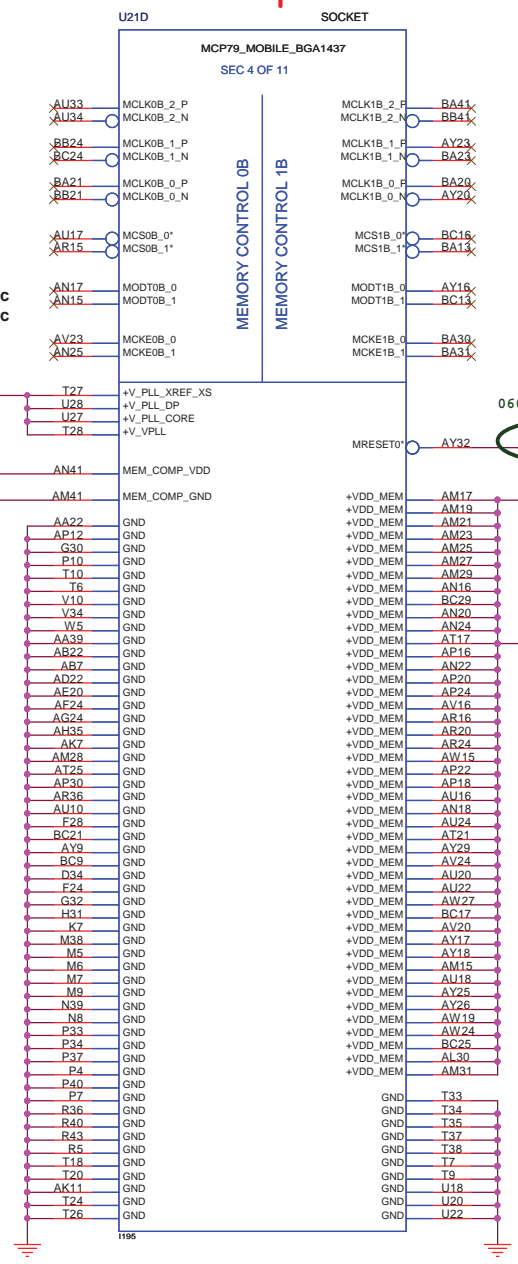 U21D SOCKET
MCP79_MOBILE_BGA1437
SEC 4 OF 11
AU33 MCLK0B_2_P MCLK1B_2_P BA41
AU34 MCLK0B_2_N MCLK1B_2_N BB41
BB24 MCLK0B_1_P MCLK1B_1_P AY23
BC24 MCLK0B_1_N MCLK1B_1_N BA23
BA21 MCLK0B_0_P MCLK1B_0_P BA20
BB21 MCLK0B_0_N MCLK1B_0_N AY20
MEMORY CONTROL 0B
MEMORY CONTROL 1B
AU17 MCS0B_0* MCS1B_0* BC16
AR15 MCS0B_1* MCS1B_1* BA13
AN17 MODT0B_0 MODT1B_0 AY16
c
AN15 MODT0B_1 MODT1B_1 BC13
c
AV23 MCKE0B_0 MCKE1B_0 BA30
AN25 MCKE0B_1 MCKE1B_1 BA31
T27 +V_PLL_XREF_XS
U28 +V_PLL_DP
U27 +V_PLL_CORE
T28 +V_VPLL
MRESET0* AY32
AN41 MEM_COMP_VDD
AM41 MEM_COMP_GND +VDD_MEM AM17
+VDD_MEM AM19
AA22 GND +VDD_MEM AM21
AP12 GND +VDD_MEM AM23
G30 GND +VDD_MEM AM25
P10 GND +VDD_MEM AM27
T10 GND +VDD_MEM AM29
T6 GND +VDD_MEM AN16
V10 GND +VDD_MEM BC29
V34 GND +VDD_MEM AN20
W5 GND +VDD_MEM AN24
AA39 GND +VDD_MEM AT17
AB22 GND +VDD_MEM AP16
AB7 GND +VDD_MEM AN22
AD22 GND +VDD_MEM AP20
AE20 GND +VDD_MEM AP24
AF24 GND +VDD_MEM AV16
AG24 GND +VDD_MEM AR16
AH35 GND +VDD_MEM AR20
AK7 GND +VDD_MEM AR24
AM28 GND +VDD_MEM AW15
AT25 GND +VDD_MEM AP22
AP30 GND +VDD_MEM AP18
AR36 GND +VDD_MEM AU16
AU10 GND +VDD_MEM AN18
F28 GND +VDD_MEM AU24
BC21 GND +VDD_MEM AT21
AY9 GND +VDD_MEM AY29
BC9 GND +VDD_MEM AV24
D34 GND +VDD_MEM AU20
F24 GND +VDD_MEM AU22
G32 GND +VDD_MEM AW27
H31 GND +VDD_MEM BC17
K7 GND +VDD_MEM AV20
M38 GND +VDD_MEM AY17
M5 GND +VDD_MEM AY18
M6 GND +VDD_MEM AM15
M7 GND +VDD_MEM AU18
M9 GND +VDD_MEM AY25
N39 GND +VDD_MEM AY26
N8 GND +VDD_MEM AW19
P33 GND +VDD_MEM AW24
P34 GND +VDD_MEM BC25
P37 GND +VDD_MEM AL30
P4 GND +VDD_MEM AM31
P40 GND
P7 GND GND T33
R36 GND GND T34
R40 GND GND T35
R43 GND GND T37
R5 GND GND T38
T18 GND GND T7
T20 GND GND T9
AK11 GND GND U18
T24 GND GND U20
T26 GND GND U22
I195